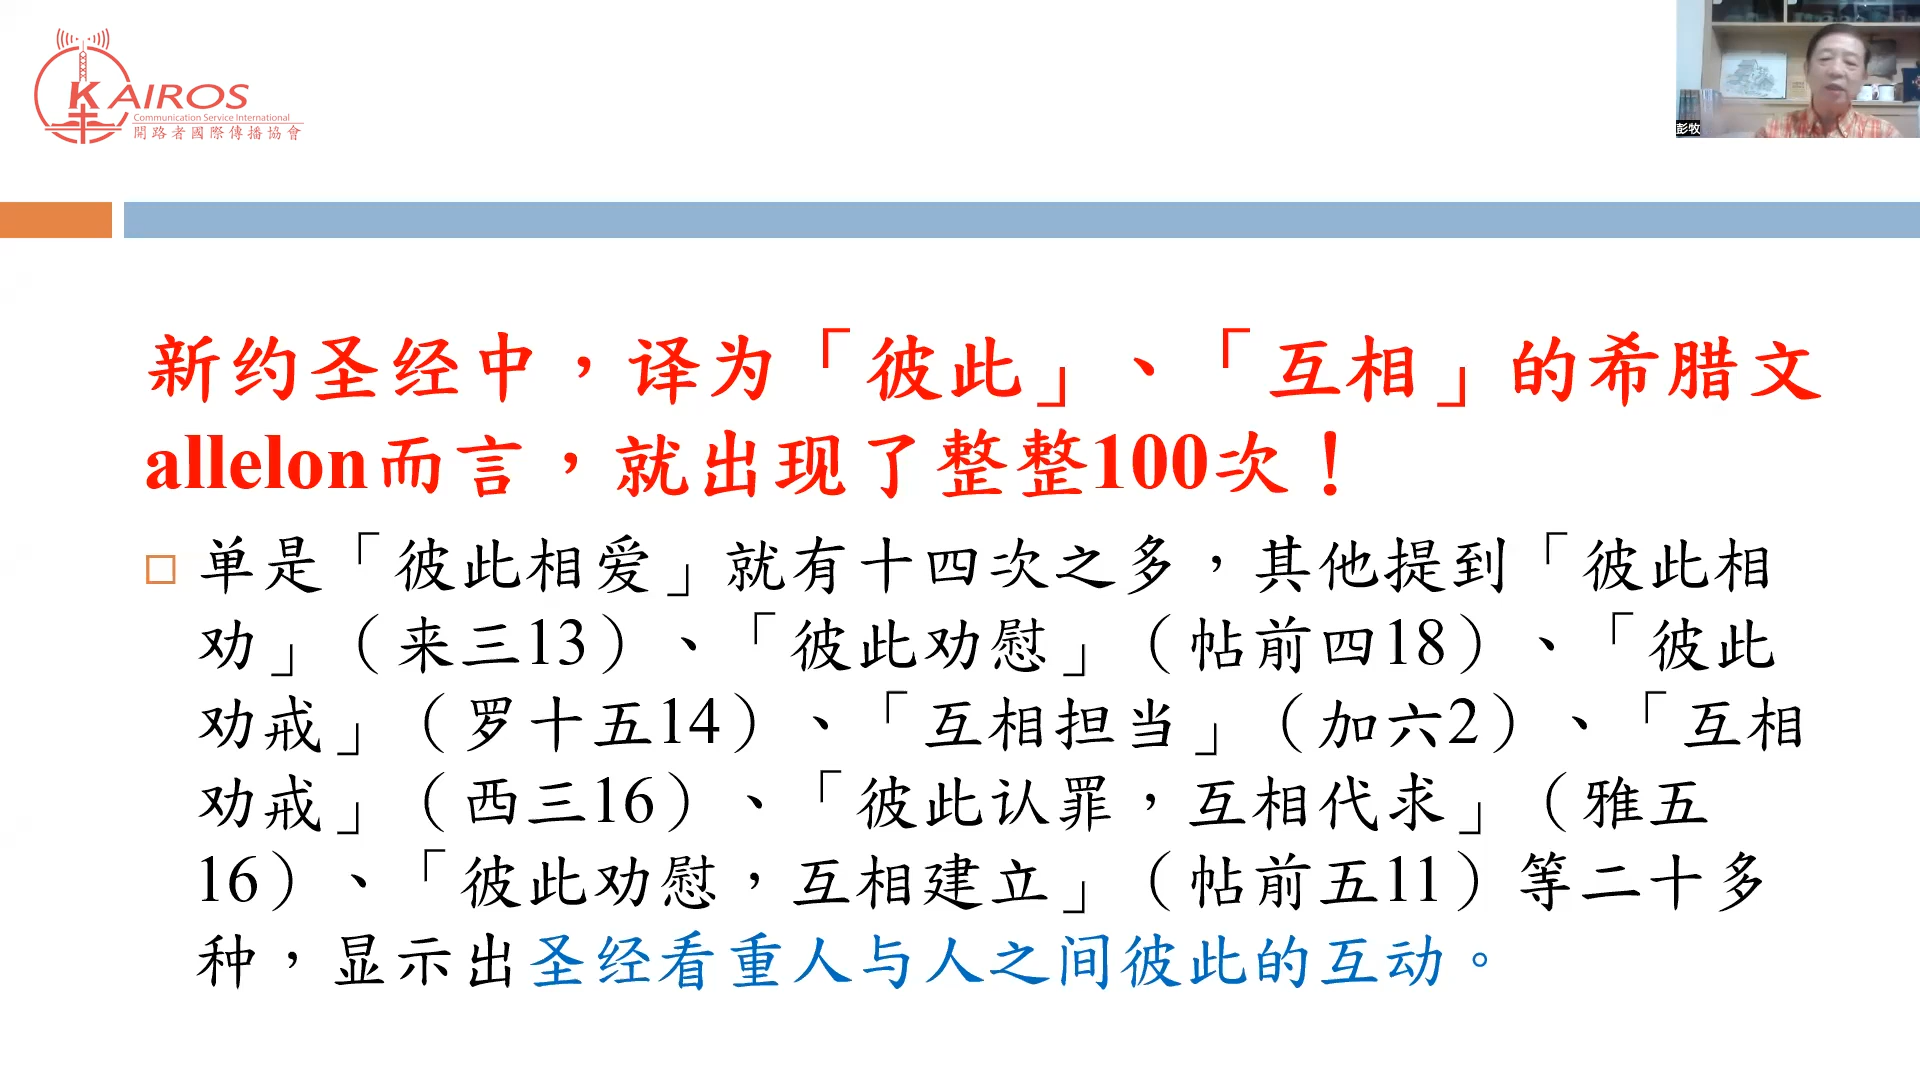 KAIROS
Communication Service International
開路者國際傳播協會
彭牧
新约圣经中，译为「彼此」、「互相」的希腊文
allelon而言，就出现了整整100次！
单是「彼此相爱」就有十四次之多，其他提到「彼此相
劝」（来三13）、「彼此劝慰」（帖前四18）、「彼此
劝戒」（罗十五14）、「互相担当」（加六2）、「互相
劝戒」（西三16）、「彼此认罪，互相代求」（雅五
16）、「彼此劝慰，互相建立」（帖前五11）等二十多
种，显示出圣经看重人与人之间彼此的互动。